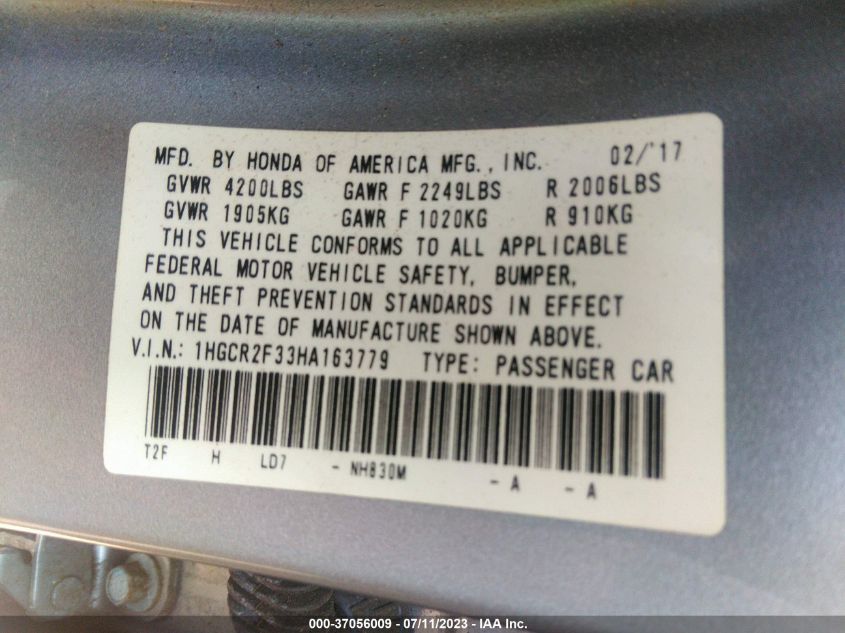 MFD. BY HONDA OF AMERICA MFG., INC. 02/'17
GVWR 4200LBS GAWR F 2249LBS R 2006LBS
GVWR 1905KG GAWR F 1020KG R 910KG
THIS VEHICLE CONFORMS TO ALL APPLICABLE
FEDERAL MOTOR VEHICLE SAFETY, BUMPER,
AND THEFT PREVENTION STANDARDS IN EFFECT
ON THE DATE OF MANUFACTURE SHOWN ABOVE.
V.I.N.: 1HGCR2F33HA163779 TYPE: PASSENGER CAR
T2F H LD7 - NH830M - A - A
000-37056009 - 07/11/2023 - IAA Inc.